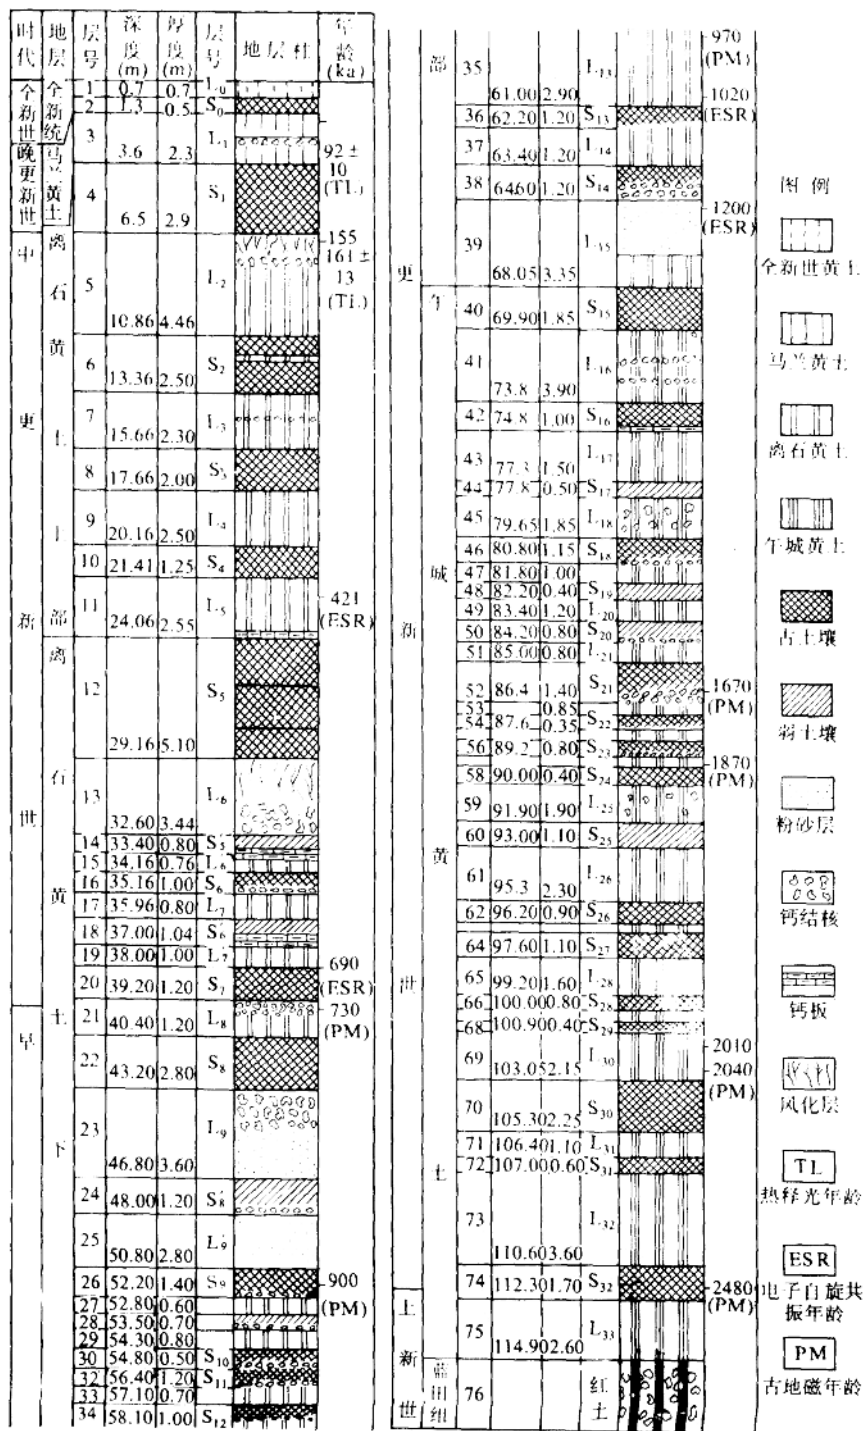 时代 地层 层号 深度(m) 厚度(m) 层号 地层柱 年龄(ka)
全新世 全新统
1 0.7 0.7 L₀
2 1.3 0.5 S₀
晚更新世 马兰黄土
3 3.6 2.3 L₁ 92±10(TL)
4 6.5 2.9 S₁
中更新世 离石黄土上部
5 10.86 4.46 L₂ 155 161±13(TL)
6 13.36 2.50 S₂
7 15.66 2.30 L₃
8 17.66 2.00 S₃
9 20.16 2.50 L₄
10 21.41 1.25 S₄
11 24.06 2.55 L₅ 421(ESR)
离石黄土下
12 29.16 5.10 S₅
13 32.60 3.44 L₆
14 33.40 0.80 S₅
15 34.16 0.76 L₆
16 35.16 1.00 S₆
17 35.96 0.80 L₇
18 37.00 1.04 S₆
19 38.00 1.00 L₇ 690(ESR)
20 39.20 1.20 S₇
早
21 40.40 1.20 L₈ 730(PM)
22 43.20 2.80 S₈
23 46.80 3.60 L₉
24 48.00 1.20 S′₈
25 50.80 2.80 L′₉
26 52.20 1.40 S₉ 900(PM)
27 52.80 0.60
28 53.50 0.70
29 54.30 0.80
30 54.80 0.50 S₁₀
32 56.40 1.20 S₁₁
33 57.10 0.70
34 58.10 1.00 S₁₂
部
35 61.00 2.90 L₁₃ 970(PM)
1020(ESR)
36 62.20 1.20 S₁₃
37 63.40 1.20 L₁₄
38 64.60 1.20 S₁₄
1200(ESR)
39 68.05 3.35 L₁₅
更新世 午城黄土
40 69.90 1.85 S₁₅
41 73.8 3.90 L₁₆
42 74.8 1.00 S₁₆
43 77.3 1.50 L₁₇
44 77.8 0.50 S₁₇
45 79.65 1.85 L₁₈
46 80.80 1.15 S₁₈
47 81.80 1.00
48 82.20 0.40 S₁₉
49 83.40 1.20 L₂₀
50 84.20 0.80 S₂₀
51 85.00 0.80 L₂₁
52 86.4 1.40 S₂₁ 1670(PM)
53 0.85
54 87.6 0.35 S₂₂
56 89.2 0.80 S₂₃ 1870(PM)
58 90.00 0.40 S₂₄
59 91.90 1.90 L₂₅
60 93.00 1.10 S₂₅
61 95.3 2.30 L₂₆
62 96.20 0.90 S₂₆
64 97.60 1.10 S₂₇
65 99.20 1.60 L₂₈
66 100.00 0.80 S₂₈
68 100.90 0.40 S₂₉
69 103.05 2.15 L₃₀ 2010 2040(PM)
70 105.30 2.25 S₃₀
71 106.40 1.10 L₃₁
72 107.00 0.60 S₃₁
73 110.60 3.60 L₃₂
74 112.30 1.70 S₃₂ 2480(PM)
上新世
75 114.90 2.60 L₃₃
蓝田组
76 红土
图例
全新世黄土
马兰黄土
离石黄土
午城黄土
古土壤
弱土壤
粉砂层
钙结核
钙板
风化层
TL
热释光年龄
ESR
电子自旋共
振年龄
PM
古地磁年龄